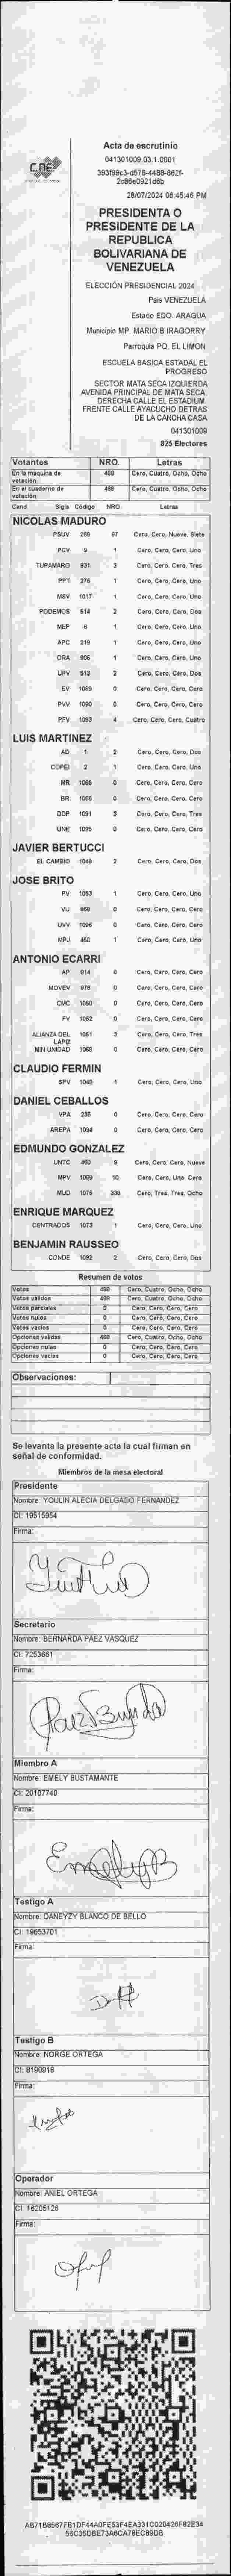 CNE
Acta de escrutinio
041301009.03.1.0001
28/07/2024 06:45:46 PM
PRESIDENTA O
PRESIDENTE DE LA
REPUBLICA
BOLIVARIANA DE
VENEZUELA
ELECCIÓN PRESIDENCIAL 2024
Pais VENEZUELA
Estado EDO. ARAGUA
Municipio MP. MARIO B IRAGORRY
Parroquia PQ. EL LIMON
ESCUELA BASICA ESTADAL EL
PROGRESO
SECTOR MATA SECA IZQUIERDA
AVENIDA PRINCIPAL DE MATA SECA.
DERECHA CALLE EL ESTADIUM.
FRENTE CALLE AYACUCHO DETRAS
DE LA CANCHA CASA
041301009
825 Electores
Votantes NRO. Letras
En la máquina de votación 488 Cero, Cuatro, Ocho, Ocho
En el cuaderno de votación 488 Cero, Cuatro, Ocho, Ocho
Cand Sigla Código NRO. Letras
NICOLAS MADURO
PSUV 97 Cero, Cero, Nueve, Siete
PCV 1 Cero, Cero, Cero, Uno
TUPAMARO 931 3 Cero, Cero, Cero, Tres
PPT 276 1 Cero, Cero, Cero, Uno
MSV 1017 1 Cero, Cero, Cero, Uno
PODEMOS 514 2 Cero, Cero, Cero, Dos
MEP 6 1 Cero, Cero, Cero, Uno
APC 219 1 Cero, Cero, Cero, Uno
ORA 906 1 Cero, Cero, Cero, Uno
UPV 512 2 Cero, Cero, Cero, Dos
EV 1089 0 Cero, Cero, Cero, Cero
PVV 1090 0 Cero, Cero, Cero, Cero
PFV 1093 4 Cero, Cero, Cero, Cuatro
LUIS MARTINEZ
AD 1 2 Cero, Cero, Cero, Dos
COPEI 2 1 Cero, Cero, Cero, Uno
MR 1065 0 Cero, Cero, Cero, Cero
BR 1066 0 Cero, Cero, Cero, Cero
DDP 1091 3 Cero, Cero, Cero, Tres
UNE 1095 0 Cero, Cero, Cero, Cero
JAVIER BERTUCCI
EL CAMBIO 1049 2 Cero, Cero, Cero, Dos
JOSE BRITO
PV 1053 1 Cero, Cero, Cero, Uno
VU 0 Cero, Cero, Cero, Cero
UVV 1096 0 Cero, Cero, Cero, Cero
MPJ 1 Cero, Cero, Cero, Uno
ANTONIO ECARRI
AP 914 0 Cero, Cero, Cero, Cero
MOVEV 978 0 Cero, Cero, Cero, Cero
CMC 1060 0 Cero, Cero, Cero, Cero
FV 1062 0 Cero, Cero, Cero, Cero
ALIANZA DEL LAPIZ 1051 3 Cero, Cero, Cero, Tres
MIN UNIDAD 1068 0 Cero, Cero, Cero, Cero
CLAUDIO FERMIN
SPV 1048 1 Cero, Cero, Cero, Uno
DANIEL CEBALLOS
VPA 0 Cero, Cero, Cero, Cero
AREPA 1094 0 Cero, Cero, Cero, Cero
EDMUNDO GONZALEZ
UNTC 9 Cero, Cero, Cero, Nueve
MPV 1069 10 Cero, Cero, Uno, Cero
MUD 1075 338 Cero, Tres, Tres, Ocho
ENRIQUE MARQUEZ
CENTRADOS 1073 1 Cero, Cero, Cero, Uno
BENJAMIN RAUSSEO
CONDE 1092 2 Cero, Cero, Cero, Dos
Resumen de votos
Votos 488 Cero, Cuatro, Ocho, Ocho
Votos validos 488 Cero, Cuatro, Ocho, Ocho
Votos parciales 0 Cero, Cero, Cero, Cero
Votos nulos 0 Cero, Cero, Cero, Cero
Votos vacios 0 Cero, Cero, Cero, Cero
Opciones validas 488 Cero, Cuatro, Ocho, Ocho
Opciones nulas 0 Cero, Cero, Cero, Cero
Opciones vacias 0 Cero, Cero, Cero, Cero
Observaciones:
Se levanta la presente acta la cual firman en
señal de conformidad.
Miembros de la mesa electoral
Presidente
Nombre: YOULIN ALECIA DELGADO FERNANDEZ
CI: 19515954
Firma:
Secretario
Nombre: BERNARDA PAEZ VASQUEZ
CI: 7253661
Firma:
Miembro A
Nombre: EMELY BUSTAMANTE
CI: 20107740
Firma:
Testigo A
Nombre: DANEYZY BLANCO DE BELLO
CI: 19653701
Firma:
Testigo B
Nombre: NORGE ORTEGA
CI: 8190918
Firma:
Operador
Nombre: ANIEL ORTEGA
CI: 16205126
Firma: